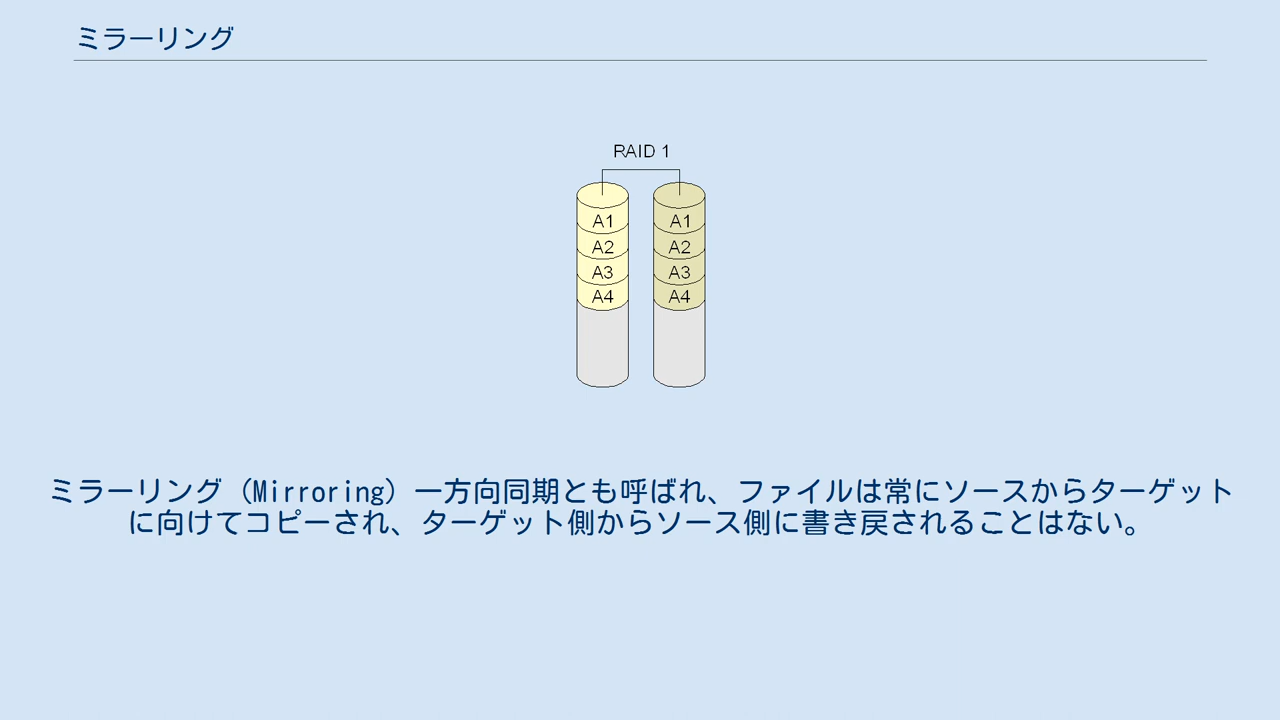 ミラーリング
RAID 1
A1 A1
A2 A2
A3 A3
A4 A4
ミラーリング (Mirroring) 一方向同期とも呼ばれ、ファイルは常にソースからターゲット
に向けてコピーされ、ターゲット側からソース側に書き戻されることはない。